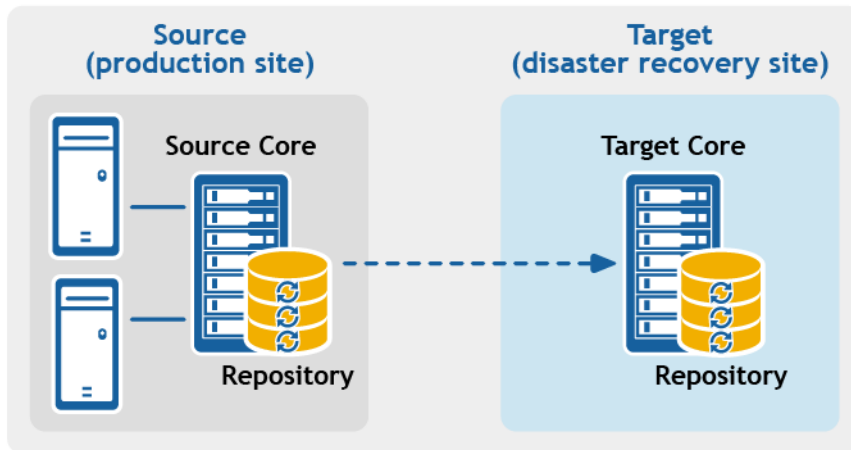 Source
(production site)
Target
(disaster recovery site)
Source Core
Repository
Target Core
Repository